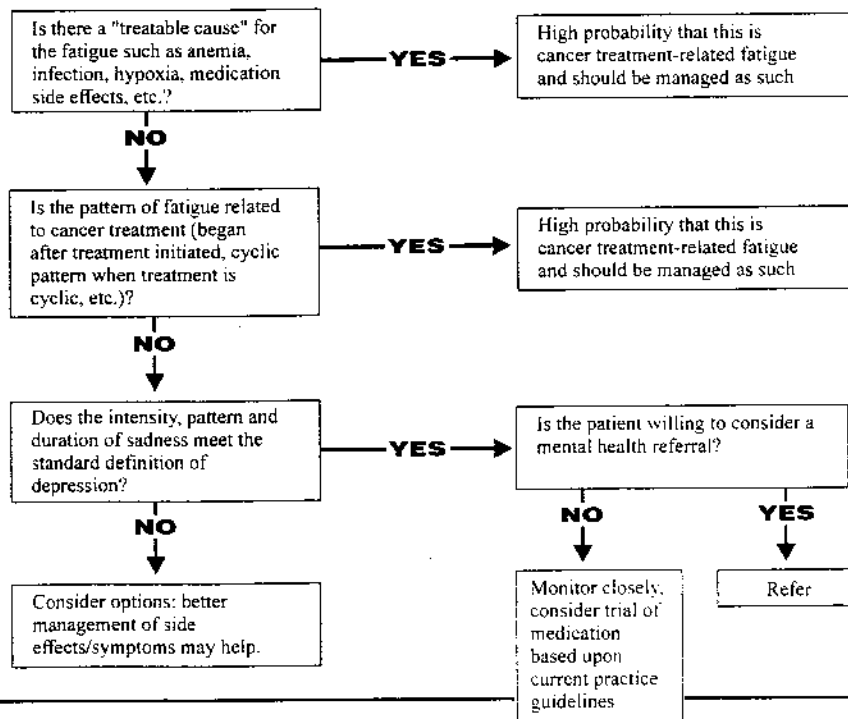 Is there a "treatable cause" for
the fatigue such as anemia,
infection, hypoxia, medication
side effects, etc.?
YES
High probability that this is
cancer treatment-related fatigue
and should be managed as such
NO
Is the pattern of fatigue related
to cancer treatment (began
after treatment initiated, cyclic
pattern when treatment is
cyclic, etc.)?
YES
High probability that this is
cancer treatment-related fatigue
and should be managed as such
NO
Does the intensity, pattern and
duration of sadness meet the
standard definition of
depression?
YES
Is the patient willing to consider a
mental health referral?
NO
Consider options: better
management of side
effects/symptoms may help.
NO
Monitor closely,
consider trial of
medication
based upon
current practice
guidelines
YES
Refer